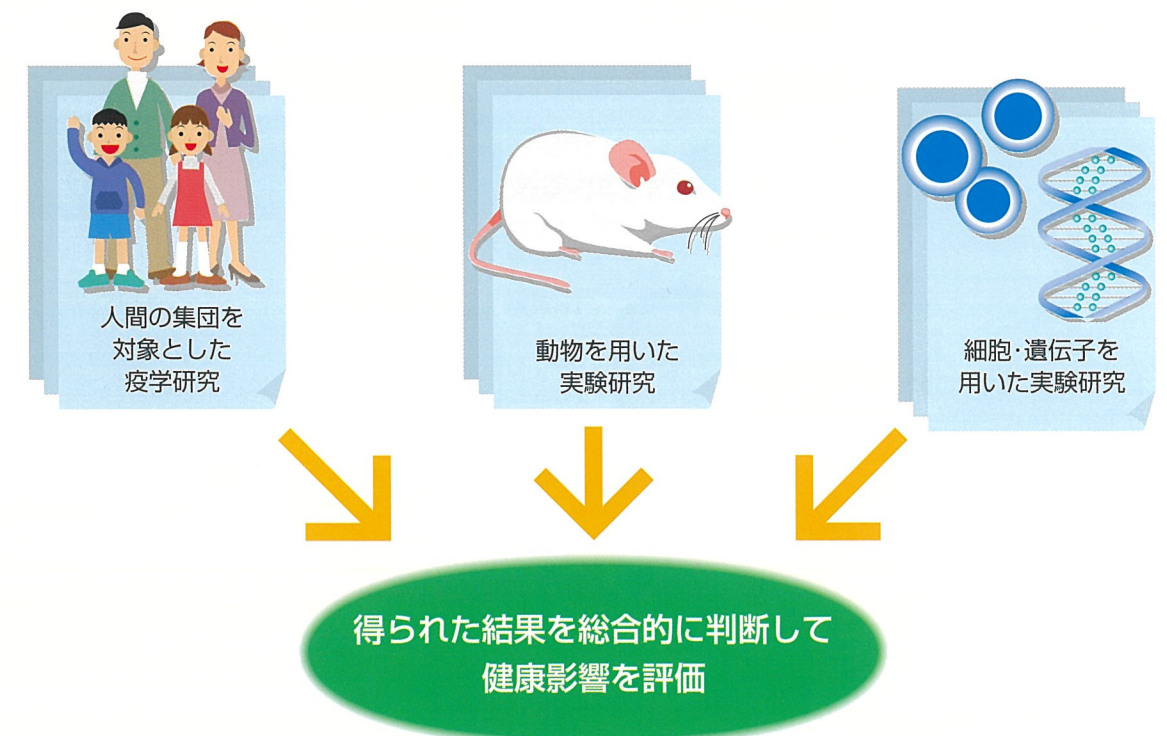 人間の集団を
対象とした
疫学研究
動物を用いた
実験研究
細胞・遺伝子を
用いた実験研究
得られた結果を総合的に判断して
健康影響を評価